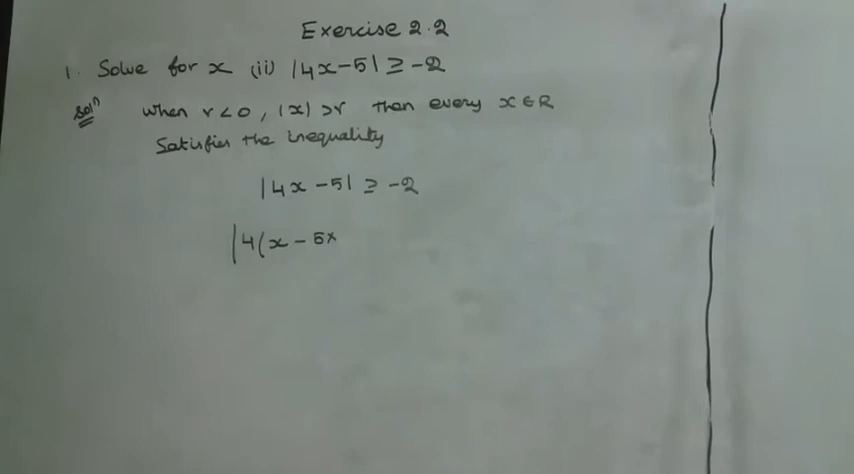 Exercise 2.2
1. Solve for x (ii) |4x-5| ≥ -2
Solⁿ when r<0, |x|>r then every x∈R
Satisfies the inequality
|4x-5| ≥ -2
|4(x-5×